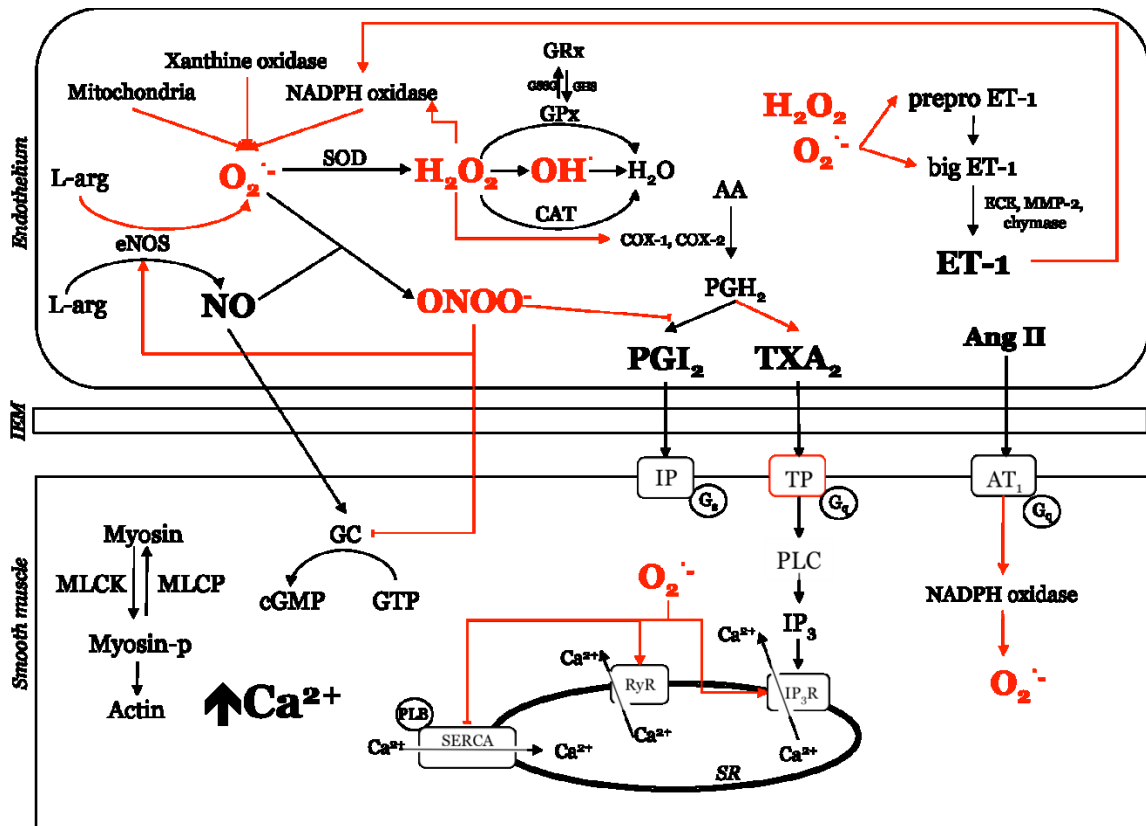 Endothelium
Xanthine oxidase
Mitochondria
NADPH oxidase
GRx
GSSG
GHS
GPx
L-arg
O₂˙⁻
SOD
H₂O₂
OH˙
H₂O
CAT
eNOS
L-arg
NO
ONOO⁻
AA
COX-1, COX-2
PGH₂
PGI₂
TXA₂
H₂O₂
O₂˙⁻
prepro ET-1
big ET-1
ECE, MMP-2,
chymase
ET-1
Ang II
IEM
Smooth muscle
IP
Gₛ
TP
G_q
AT₁
G_q
GC
cGMP
GTP
Myosin
MLCK
MLCP
Myosin-p
Actin
Ca²⁺
PLC
IP₃
NADPH oxidase
O₂˙⁻
O₂˙⁻
Ca²⁺
Ca²⁺
RyR
IP₃R
PLB
SERCA
Ca²⁺
Ca²⁺
Ca²⁺
Ca²⁺
SR